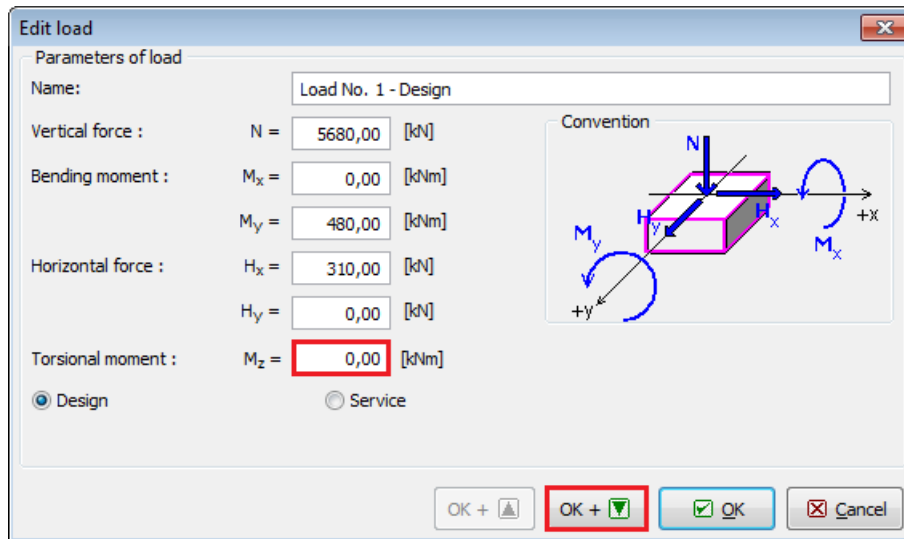 Edit load
Parameters of load
Name: Load No. 1 - Design
Vertical force : N = 5680,00 [kN]
Bending moment : Mx = 0,00 [kNm]
My = 480,00 [kNm]
Horizontal force : Hx = 310,00 [kN]
Hy = 0,00 [kN]
Torsional moment : Mz = 0,00 [kNm]
Design Service
Convention
N
Hy Hx +x
My Mx
+y
OK + OK + OK Cancel